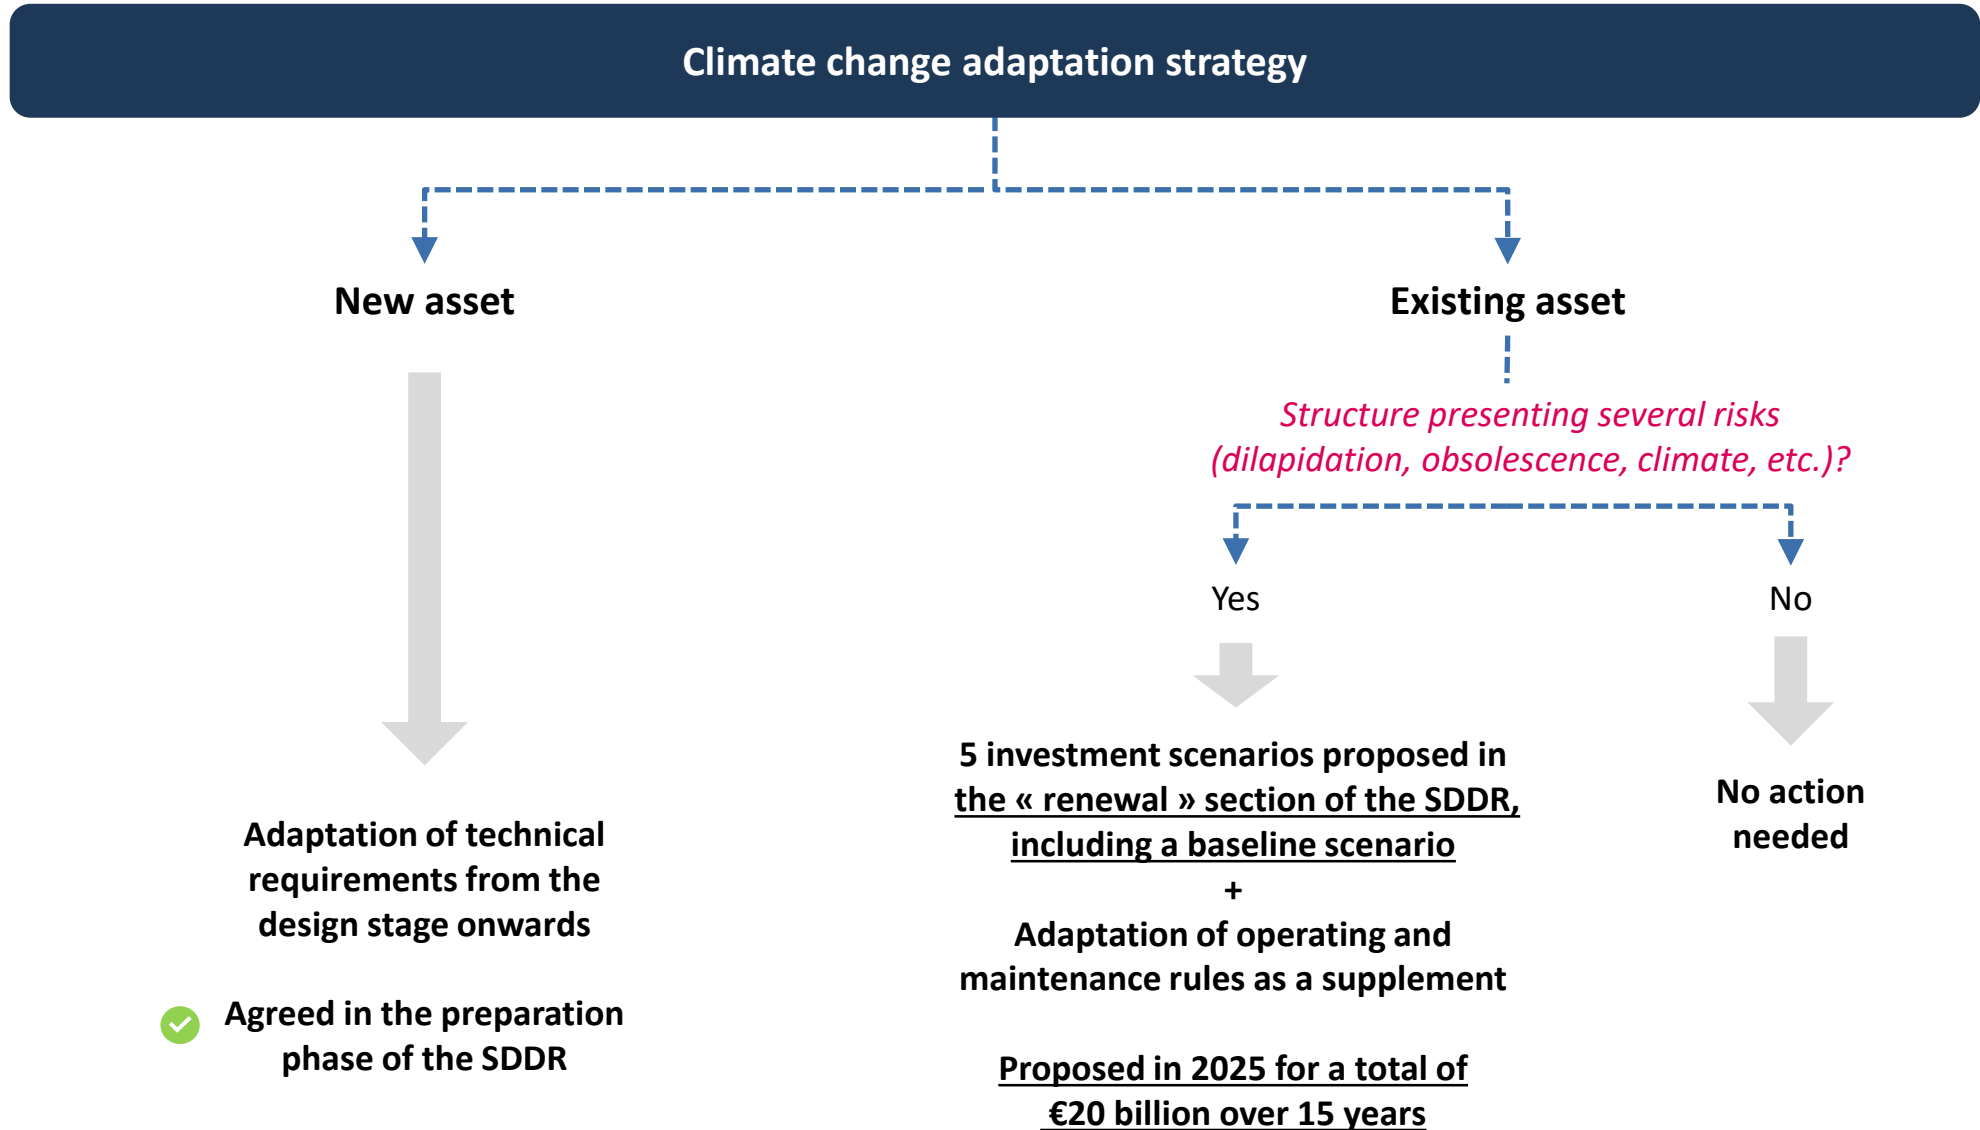 Climate change adaptation strategy
New asset
Existing asset
Structure presenting several risks
(dilapidation, obsolescence, climate, etc.)?
Yes
No
Adaptation of technical
requirements from the
design stage onwards
Agreed in the preparation
phase of the SDDR
5 investment scenarios proposed in
the « renewal » section of the SDDR,
including a baseline scenario
+
Adaptation of operating and
maintenance rules as a supplement
Proposed in 2025 for a total of
€20 billion over 15 years
No action
needed